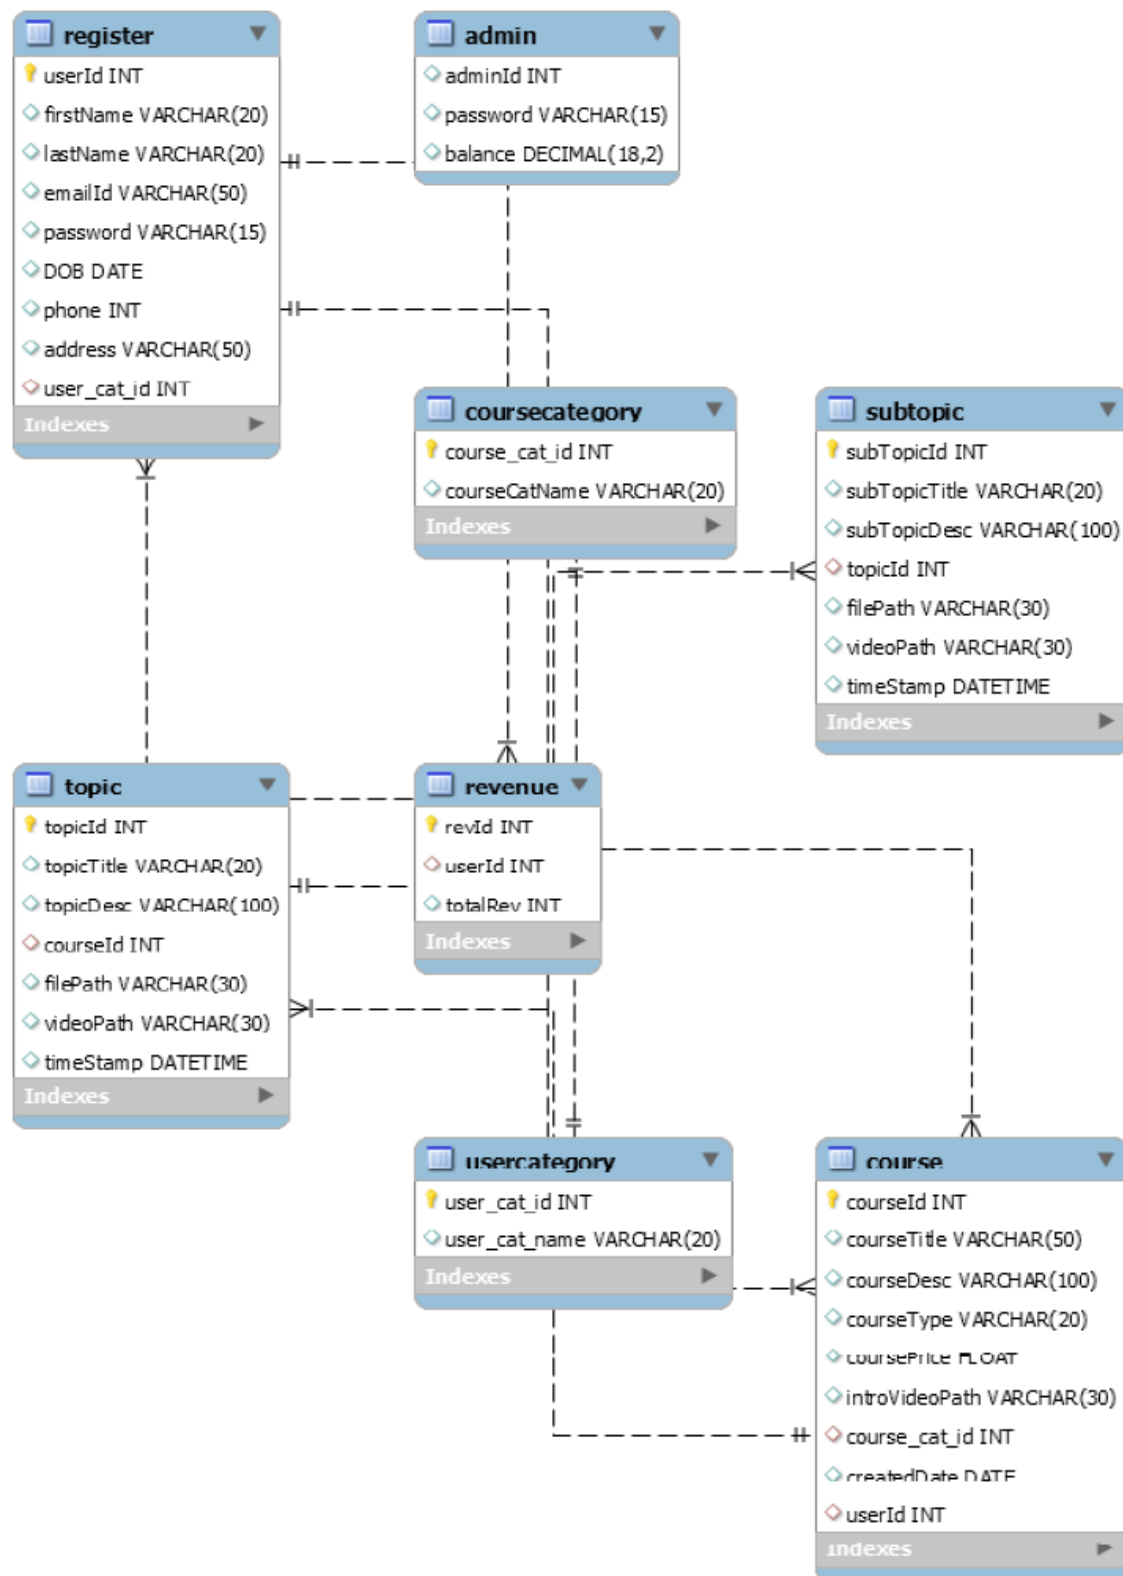 register
userId INT
firstName VARCHAR(20)
lastName VARCHAR(20)
emailId VARCHAR(50)
password VARCHAR(15)
DOB DATE
phone INT
address VARCHAR(50)
user_cat_id INT
Indexes
admin
adminId INT
password VARCHAR(15)
balance DECIMAL(18,2)
coursecategory
course_cat_id INT
courseCatName VARCHAR(20)
Indexes
subtopic
subTopicId INT
subTopicTitle VARCHAR(20)
subTopicDesc VARCHAR(100)
topicId INT
filePath VARCHAR(30)
videoPath VARCHAR(30)
timeStamp DATETIME
Indexes
topic
topicId INT
topicTitle VARCHAR(20)
topicDesc VARCHAR(100)
courseId INT
filePath VARCHAR(30)
videoPath VARCHAR(30)
timeStamp DATETIME
Indexes
revenue
revId INT
userId INT
totalRev INT
Indexes
usercategory
user_cat_id INT
user_cat_name VARCHAR(20)
Indexes
course
courseId INT
courseTitle VARCHAR(50)
courseDesc VARCHAR(100)
courseType VARCHAR(20)
coursePrice FLOAT
introVideoPath VARCHAR(30)
course_cat_id INT
createdDate DATE
userId INT
Indexes